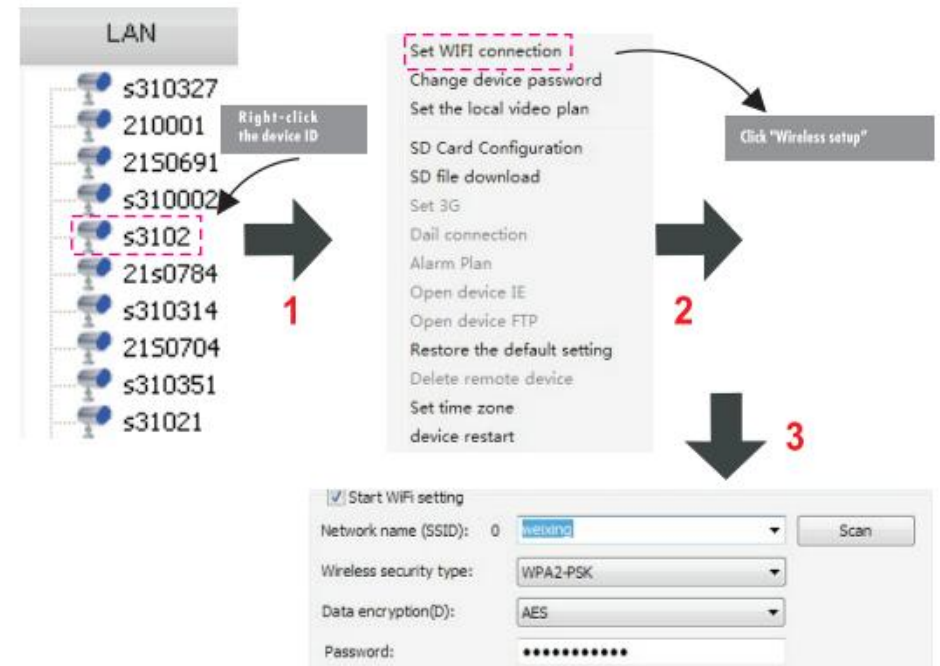 LAN
s310327
210001
21S0691
s310002
s3102
21s0784
s310314
21S0704
s310351
s31021
Right-click
the device ID
1
Set WIFI connection
Change device password
Set the local video plan
SD Card Configuration
SD file download
Set 3G
Dail connection
Alarm Plan
Open device IE
Open device FTP
Restore the default setting
Delete remote device
Set time zone
device restart
Click "Wireless setup"
2
3
Start WiFi setting
Network name (SSID): 0 weixing Scan
Wireless security type: WPA2-PSK
Data encryption(D): AES
Password: •••••••••••